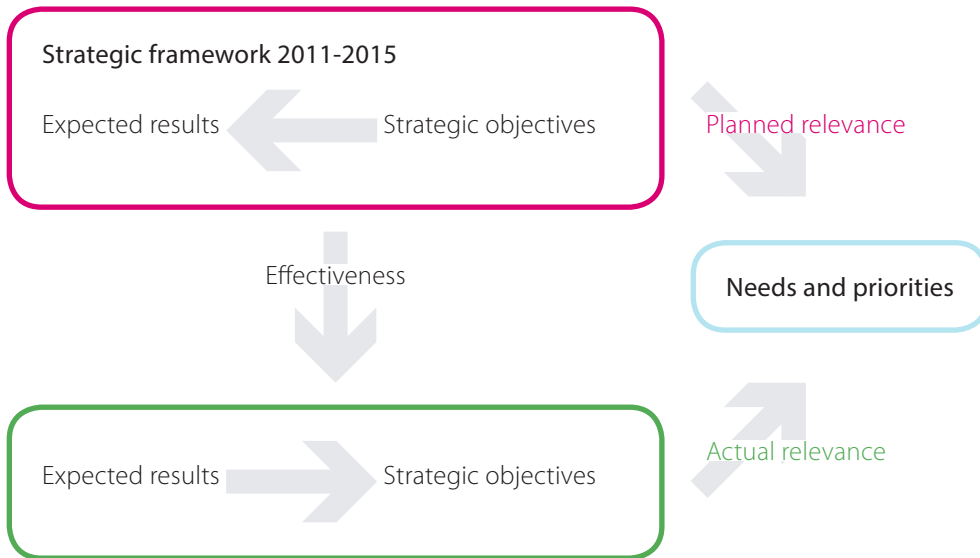 Strategic framework 2011-2015
Expected results
Strategic objectives
Planned relevance
Effectiveness
Needs and priorities
Expected results
Strategic objectives
Actual relevance